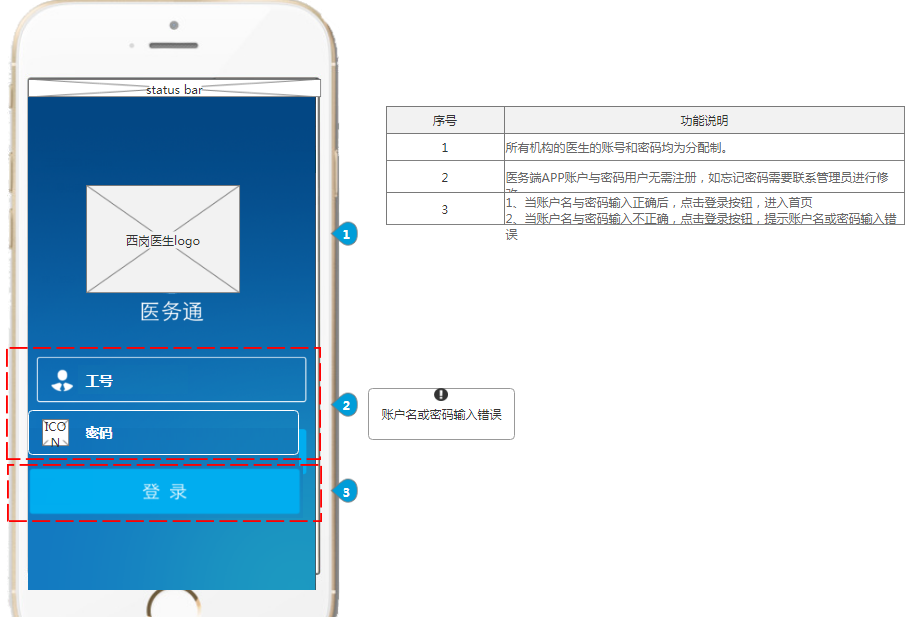 status bar
西岗医生logo
医务通
工号
ICO
N
密码
登 录
1
2
3
账户名或密码输入错误
序号 功能说明
1 所有机构的医生的账号和密码均为分配制。
2 医务端APP账户与密码用户无需注册，如忘记密码需要联系管理员进行修
3 1、当账户名与密码输入正确后，点击登录按钮，进入首页
2、当账户名与密码输入不正确，点击登录按钮，提示账户名或密码输入错
误